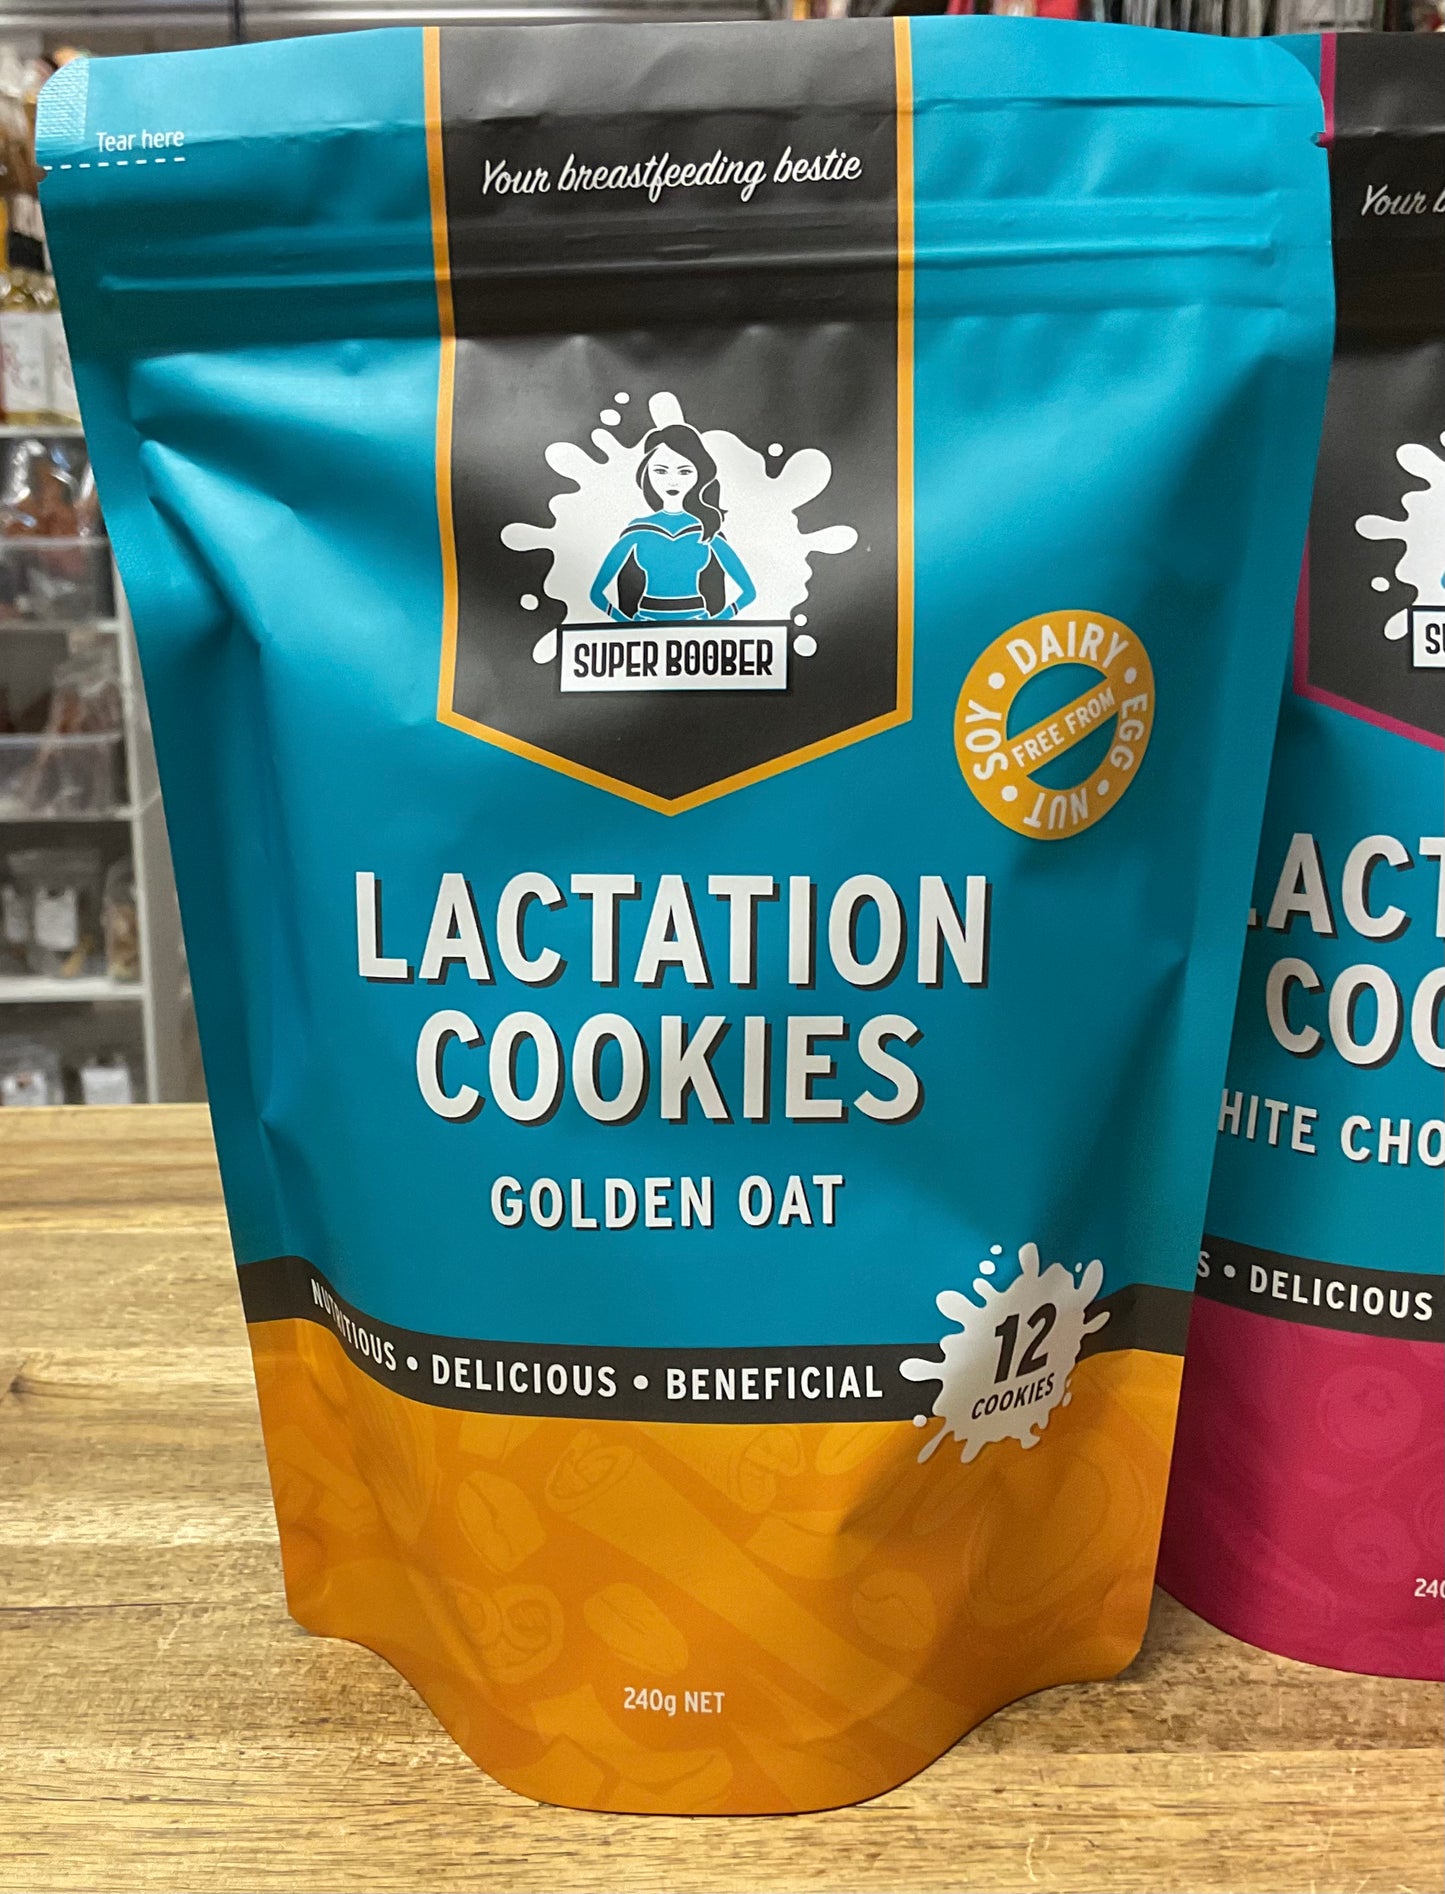 Tear here
Your breastfeeding bestie
SUPER BOOBER
DAIRY • EGG • NUT • SOY •
FREE FROM
LACTATION
COOKIES
GOLDEN OAT
NUTRITIOUS • DELICIOUS • BENEFICIAL
12
COOKIES
240g NET
Your
LACT
COO
HITE CHO
S • DELICIOUS
240